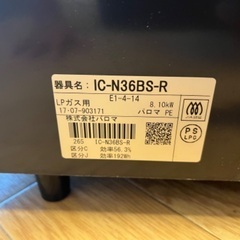 器具名: IC-N36BS-R
E1-4-14
LPガス用 8.10kW
17・07-903171 パロマ PE
株式会社パロマ
265 IC-N36BS-R
区分C 効率56.3%
区分J 効率192Wh
PS
LPG